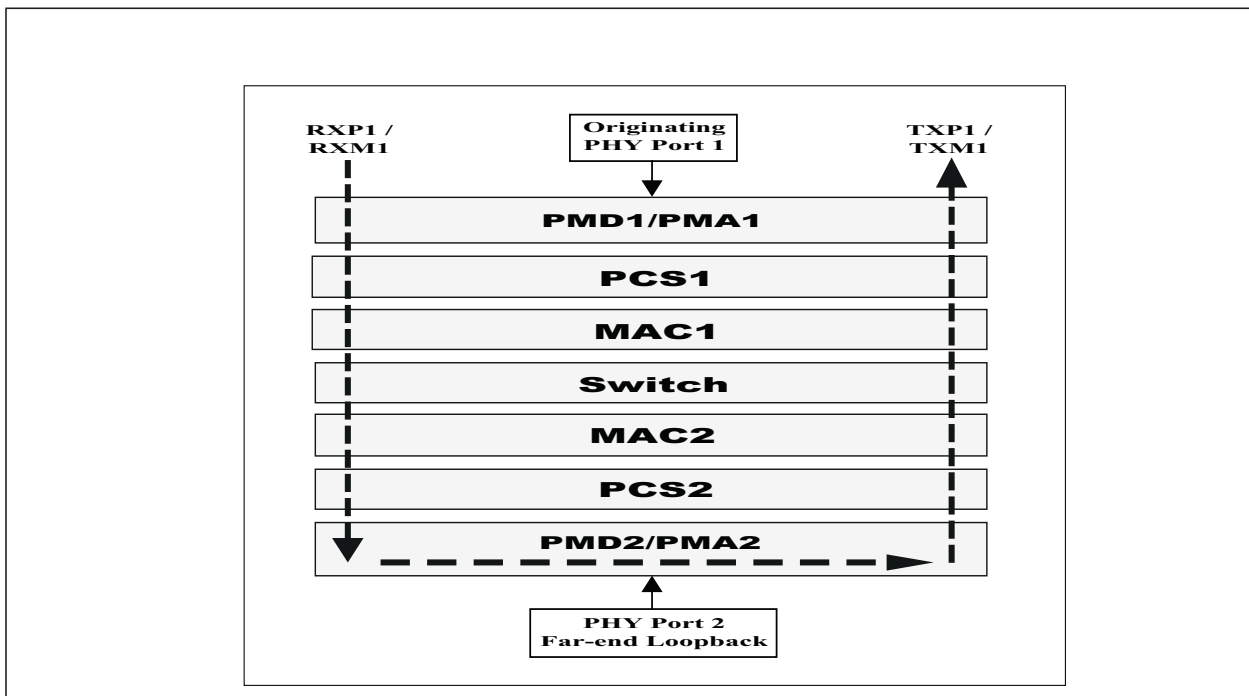 RXP1 /
RXM1
Originating
PHY Port 1
TXP1 /
TXM1
PMD1/PMA1
PCS1
MAC1
Switch
MAC2
PCS2
PMD2/PMA2
PHY Port 2
Far-end Loopback